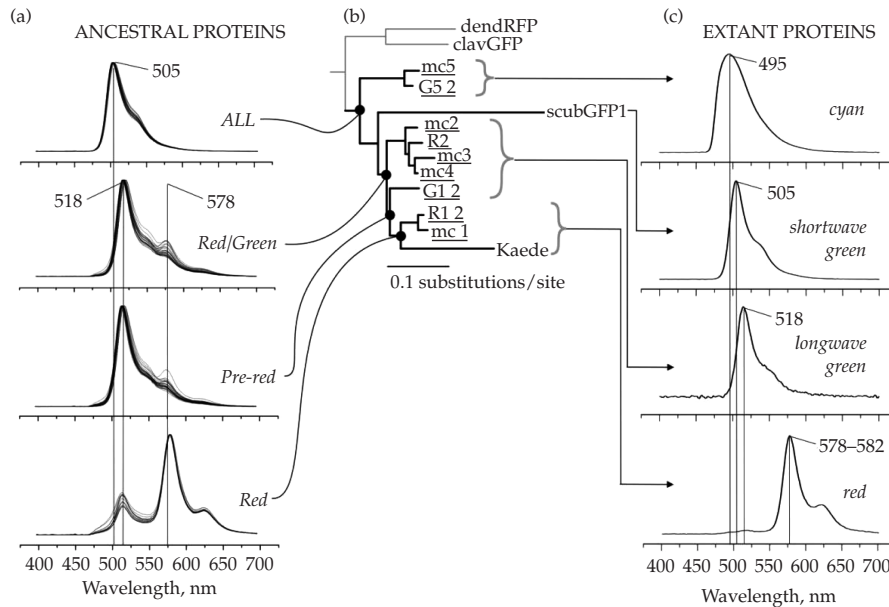 (a)
ANCESTRAL PROTEINS
505
ALL
518
578
Red/Green
Pre-red
Red
400 450 500 550 600 650 700
Wavelength, nm
(b)
dendRFP
clavGFP
mc5
G5 2
scubGFP1
mc2
R2
mc3
mc4
G1 2
R1 2
mc 1
Kaede
0.1 substitutions/site
(c)
EXTANT PROTEINS
495
cyan
505
shortwave
green
518
longwave
green
578–582
red
400 450 500 550 600 650 700
Wavelength, nm